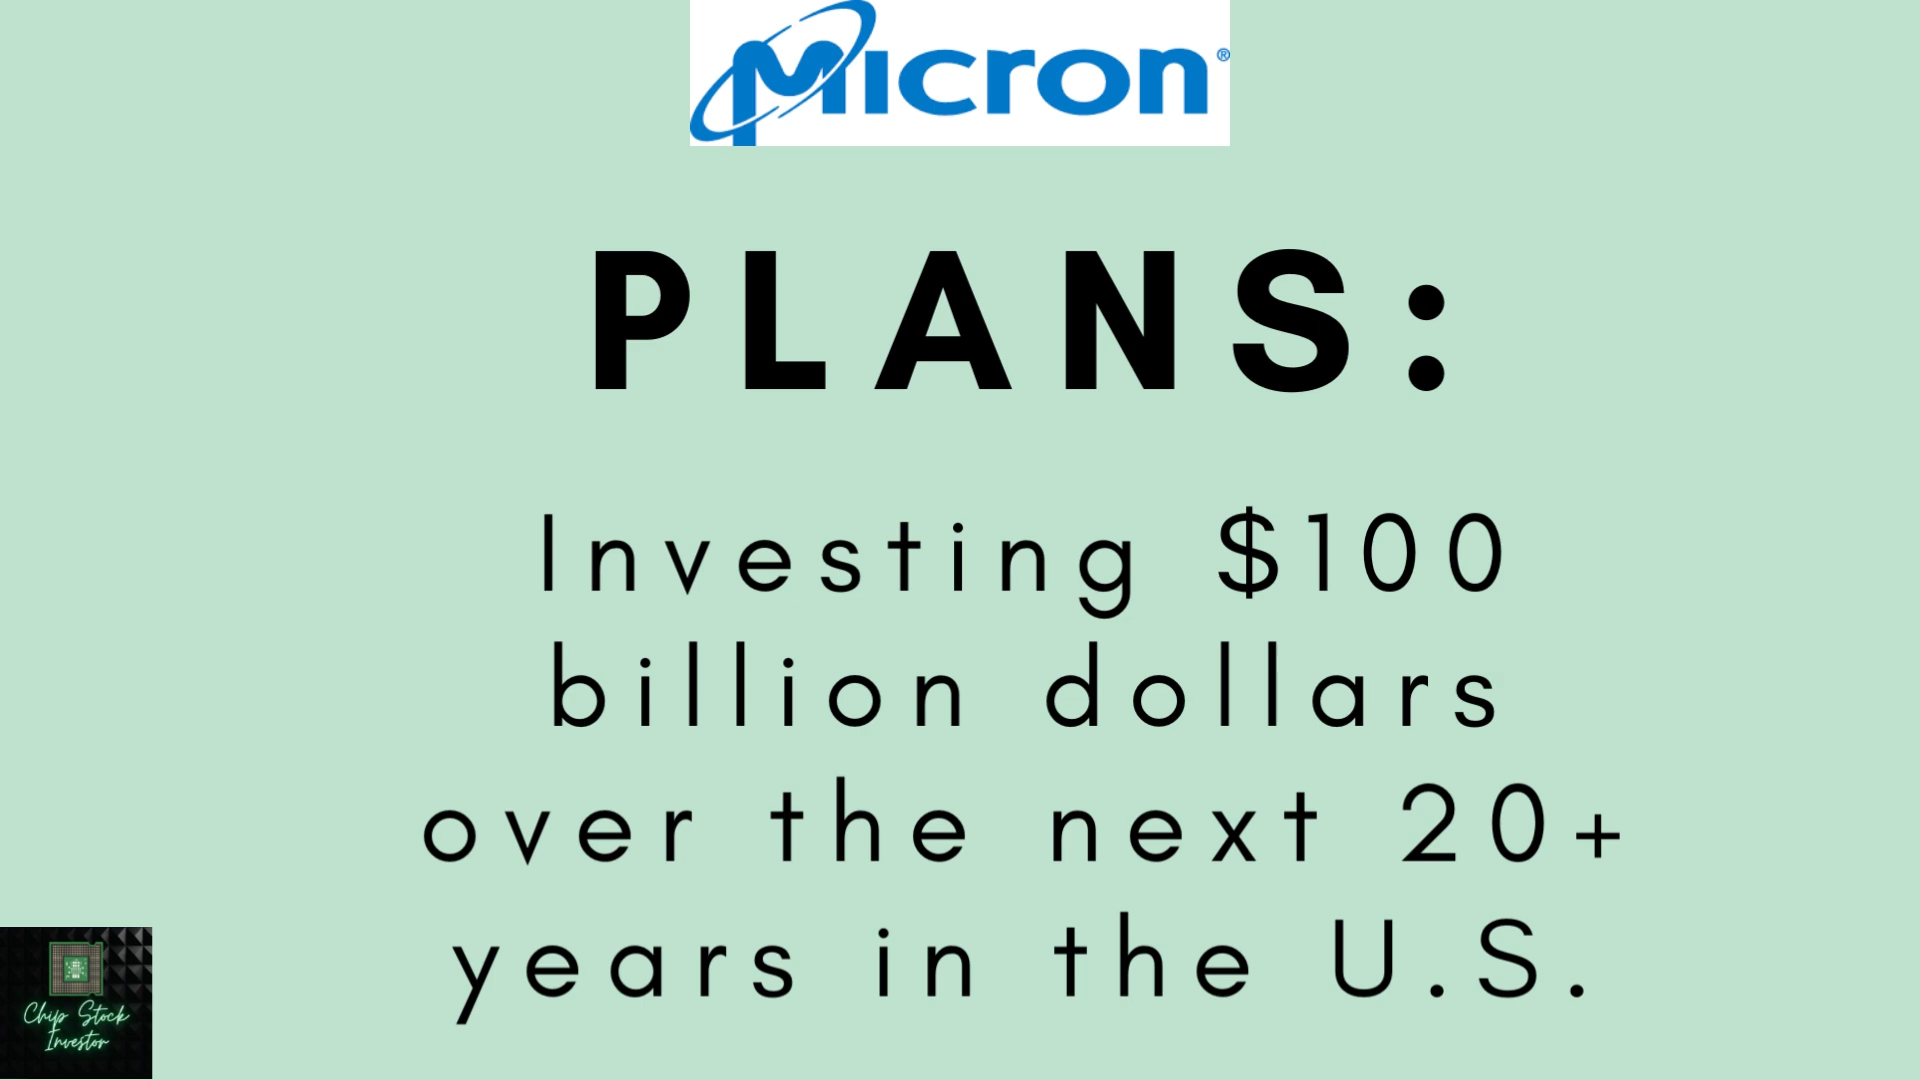 Micron®
PLANS:
Investing $100
billion dollars
over the next 20+
years in the U.S.
Chip Stock
Investor